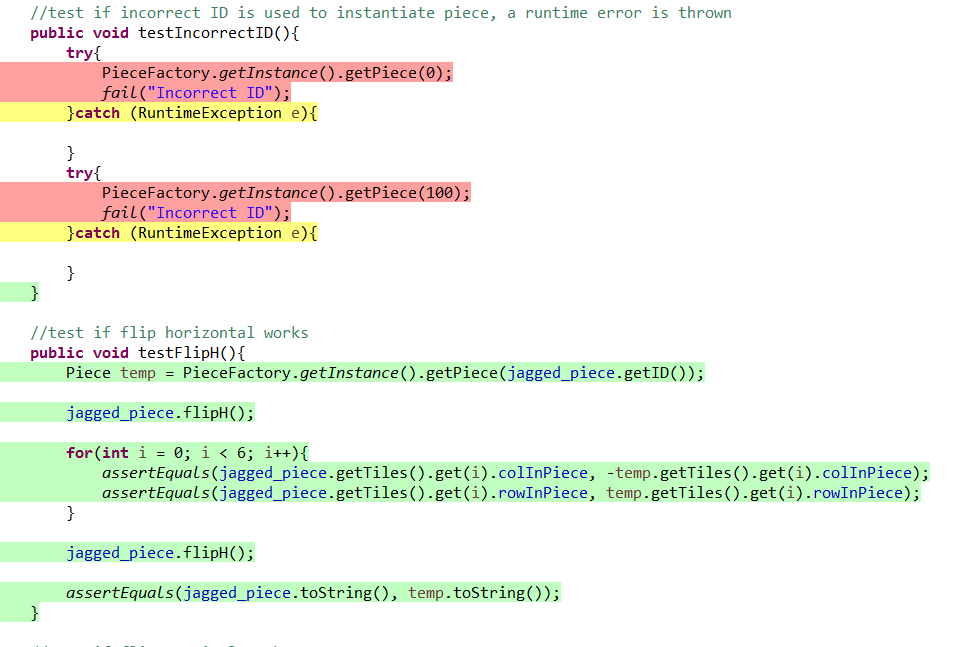 //test if incorrect ID is used to instantiate piece, a runtime error is thrown
public void testIncorrectID(){
try{
PieceFactory.getInstance().getPiece(0);
fail("Incorrect ID");
}catch (RuntimeException e){
}
try{
PieceFactory.getInstance().getPiece(100);
fail("Incorrect ID");
}catch (RuntimeException e){
}
}
//test if flip horizontal works
public void testFlipH(){
Piece temp = PieceFactory.getInstance().getPiece(jagged_piece.getID());
jagged_piece.flipH();
for(int i = 0; i < 6; i++){
assertEquals(jagged_piece.getTiles().get(i).colInPiece, -temp.getTiles().get(i).colInPiece);
assertEquals(jagged_piece.getTiles().get(i).rowInPiece, temp.getTiles().get(i).rowInPiece);
}
jagged_piece.flipH();
assertEquals(jagged_piece.toString(), temp.toString());
}